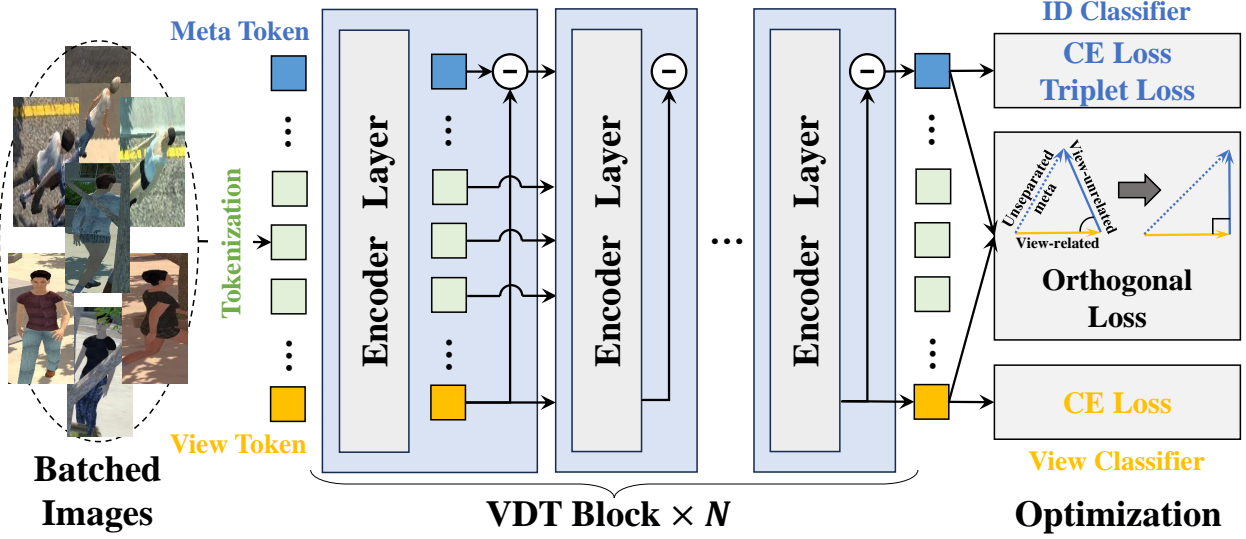 Meta Token
Tokenization
View Token
Batched
Images
Encoder Layer
−
Encoder Layer
−
...
Encoder Layer
−
VDT Block × N
ID Classifier
CE Loss
Triplet Loss
Unseparated
meta
View-unrelated
View-related
Orthogonal
Loss
CE Loss
View Classifier
Optimization